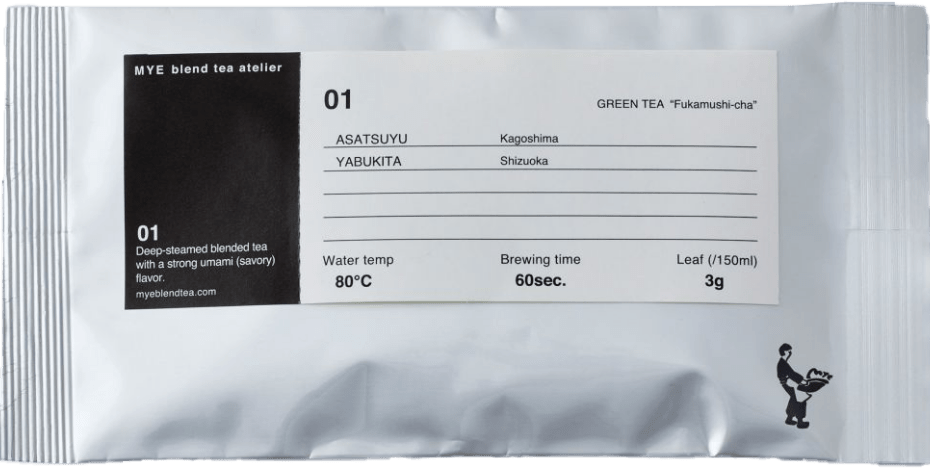 MYE blend tea atelier
01
Deep-steamed blended tea
with a strong umami (savory)
flavor.
myeblendtea.com
01
GREEN TEA “Fukamushi-cha”
ASATSUYU Kagoshima
YABUKITA Shizuoka
Water temp Brewing time Leaf (/150ml)
80°C 60sec. 3g
MYE